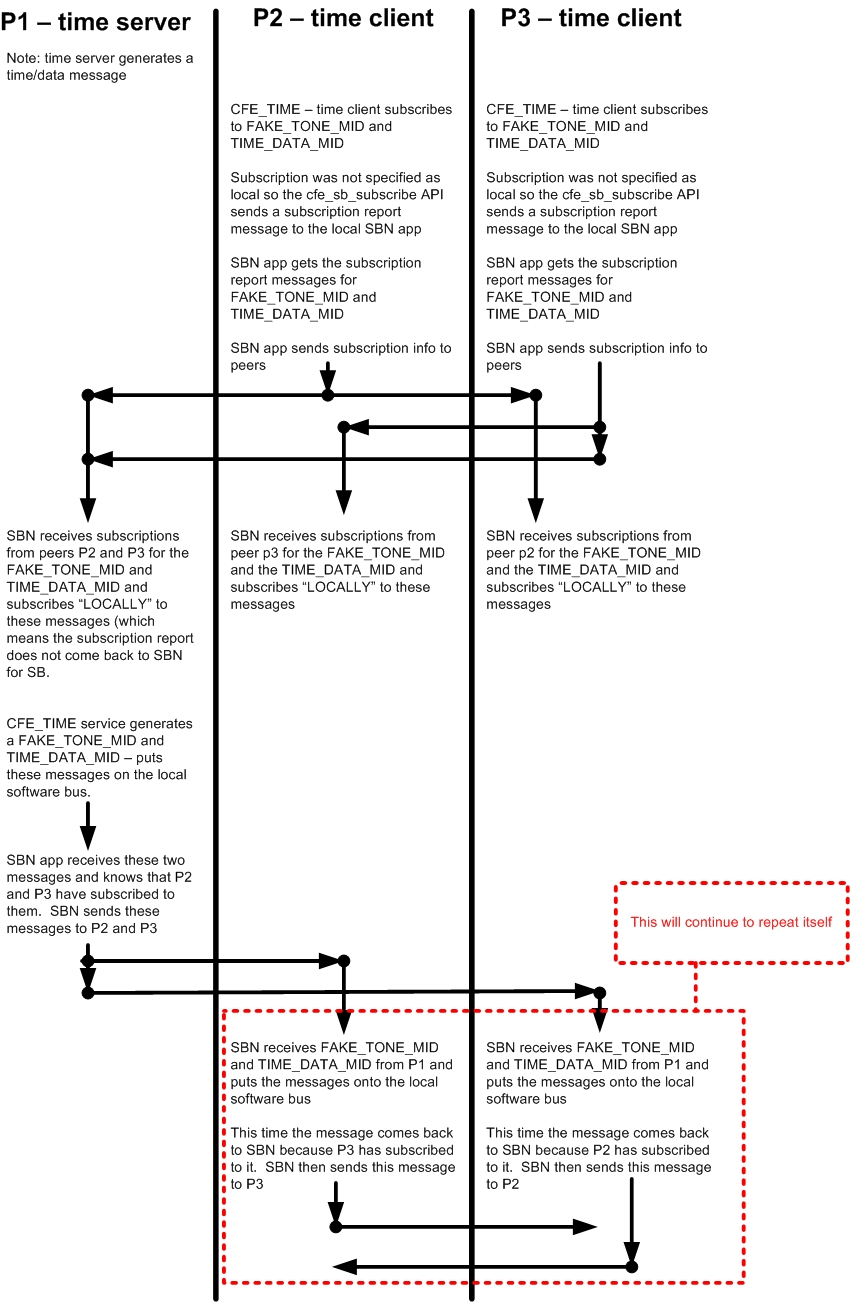 P1 – time server
Note: time server generates a
time/data message
SBN receives subscriptions
from peers P2 and P3 for the
FAKE_TONE_MID and
TIME_DATA_MID and
subscribes “LOCALLY” to
these messages (which
means the subscription report
does not come back to SBN
for SB.
CFE_TIME service generates
a FAKE_TONE_MID and
TIME_DATA_MID – puts
these messages on the local
software bus.
SBN app receives these two
messages and knows that P2
and P3 have subscribed to
them.  SBN sends these
messages to P2 and P3
P2 – time client
CFE_TIME – time client subscribes
to FAKE_TONE_MID and
TIME_DATA_MID
Subscription was not specified as
local so the cfe_sb_subscribe API
sends a subscription report
message to the local SBN app
SBN app gets the subscription
report messages for
FAKE_TONE_MID and
TIME_DATA_MID
SBN app sends subscription info to
peers
SBN receives subscriptions from
peer p3 for the FAKE_TONE_MID
and the TIME_DATA_MID and
subscribes “LOCALLY” to these
messages
SBN receives FAKE_TONE_MID
and TIME_DATA_MID from P1 and
puts the messages onto the local
software bus
This time the message comes back
to SBN because P3 has subscribed
to it.  SBN then sends this message
to P3
P3 – time client
CFE_TIME – time client subscribes
to FAKE_TONE_MID and
TIME_DATA_MID
Subscription was not specified as
local so the cfe_sb_subscribe API
sends a subscription report
message to the local SBN app
SBN app gets the subscription
report messages for
FAKE_TONE_MID and
TIME_DATA_MID
SBN app sends subscription info to
peers
SBN receives subscriptions from
peer p2 for the FAKE_TONE_MID
and the TIME_DATA_MID and
subscribes “LOCALLY” to these
messages
This will continue to repeat itself
SBN receives FAKE_TONE_MID
and TIME_DATA_MID from P1 and
puts the messages onto the local
software bus
This time the message comes back
to SBN because P2 has subscribed
to it.  SBN then sends this message
to P2